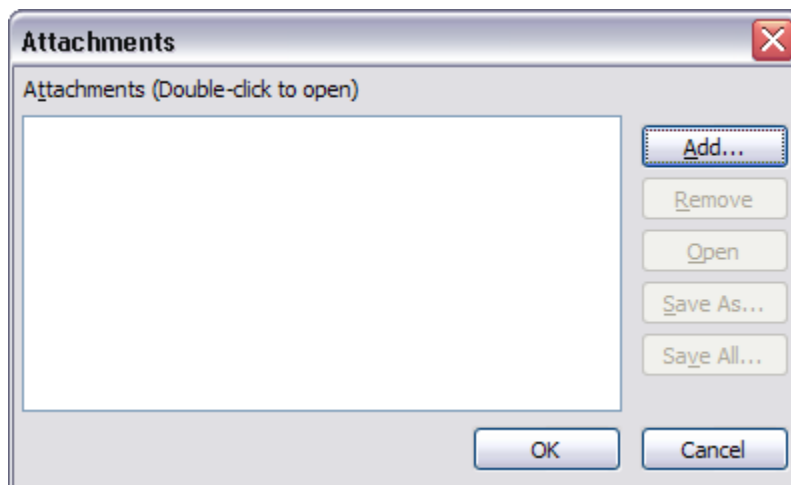 Attachments
Attachments (Double-click to open)
Add...
Remove
Open
Save As...
Save All...
OK
Cancel